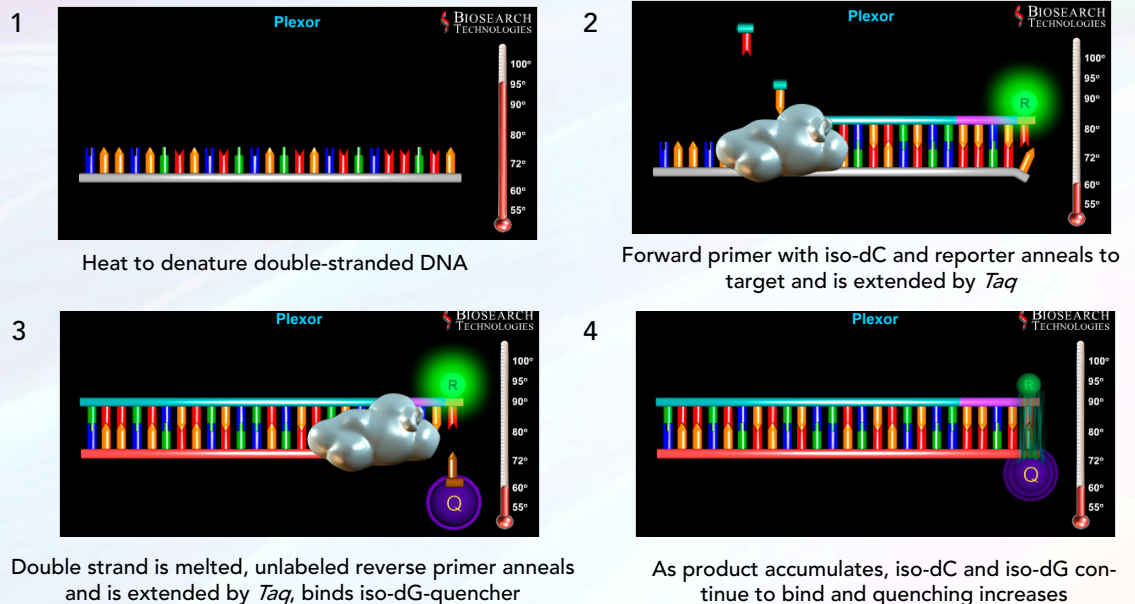 1
Plexor
BIOSEARCH
TECHNOLOGIES
100°
95°
90°
80°
72°
60°
55°
Heat to denature double-stranded DNA
2
Plexor
BIOSEARCH
TECHNOLOGIES
R
100°
95°
90°
80°
72°
60°
55°
Forward primer with iso-dC and reporter anneals to
target and is extended by Taq
3
Plexor
BIOSEARCH
TECHNOLOGIES
R
Q
100°
95°
90°
80°
72°
60°
55°
Double strand is melted, unlabeled reverse primer anneals
and is extended by Taq, binds iso-dG-quencher
4
Plexor
BIOSEARCH
TECHNOLOGIES
R
Q
100°
95°
90°
80°
72°
60°
55°
As product accumulates, iso-dC and iso-dG con-
tinue to bind and quenching increases